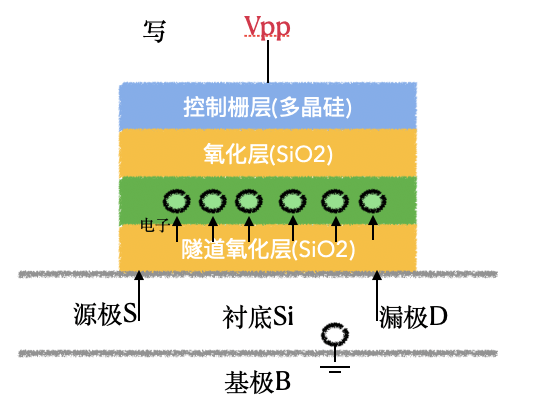 写
Vpp
控制栅层(多晶硅)
氧化层(SiO2)
电子
隧道氧化层(SiO2)
源极S
衬底Si
漏极D
基极B